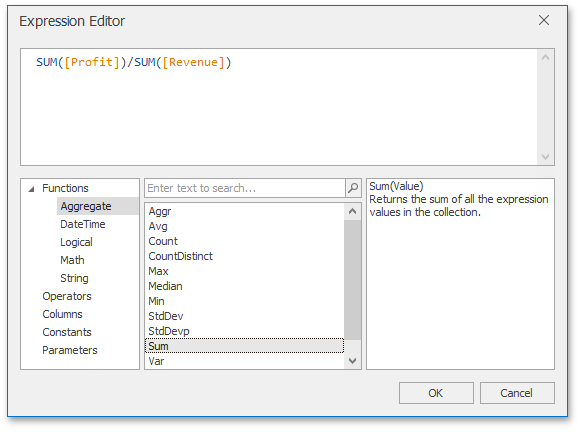 Expression Editor
SUM([Profit])/SUM([Revenue])
Functions
Aggregate
DateTime
Logical
Math
String
Operators
Columns
Constants
Parameters
Enter text to search...
Aggr
Avg
Count
CountDistinct
Max
Median
Min
StdDev
StdDevp
Sum
Var
Sum(Value)
Returns the sum of all the expression
values in the collection.
OK
Cancel